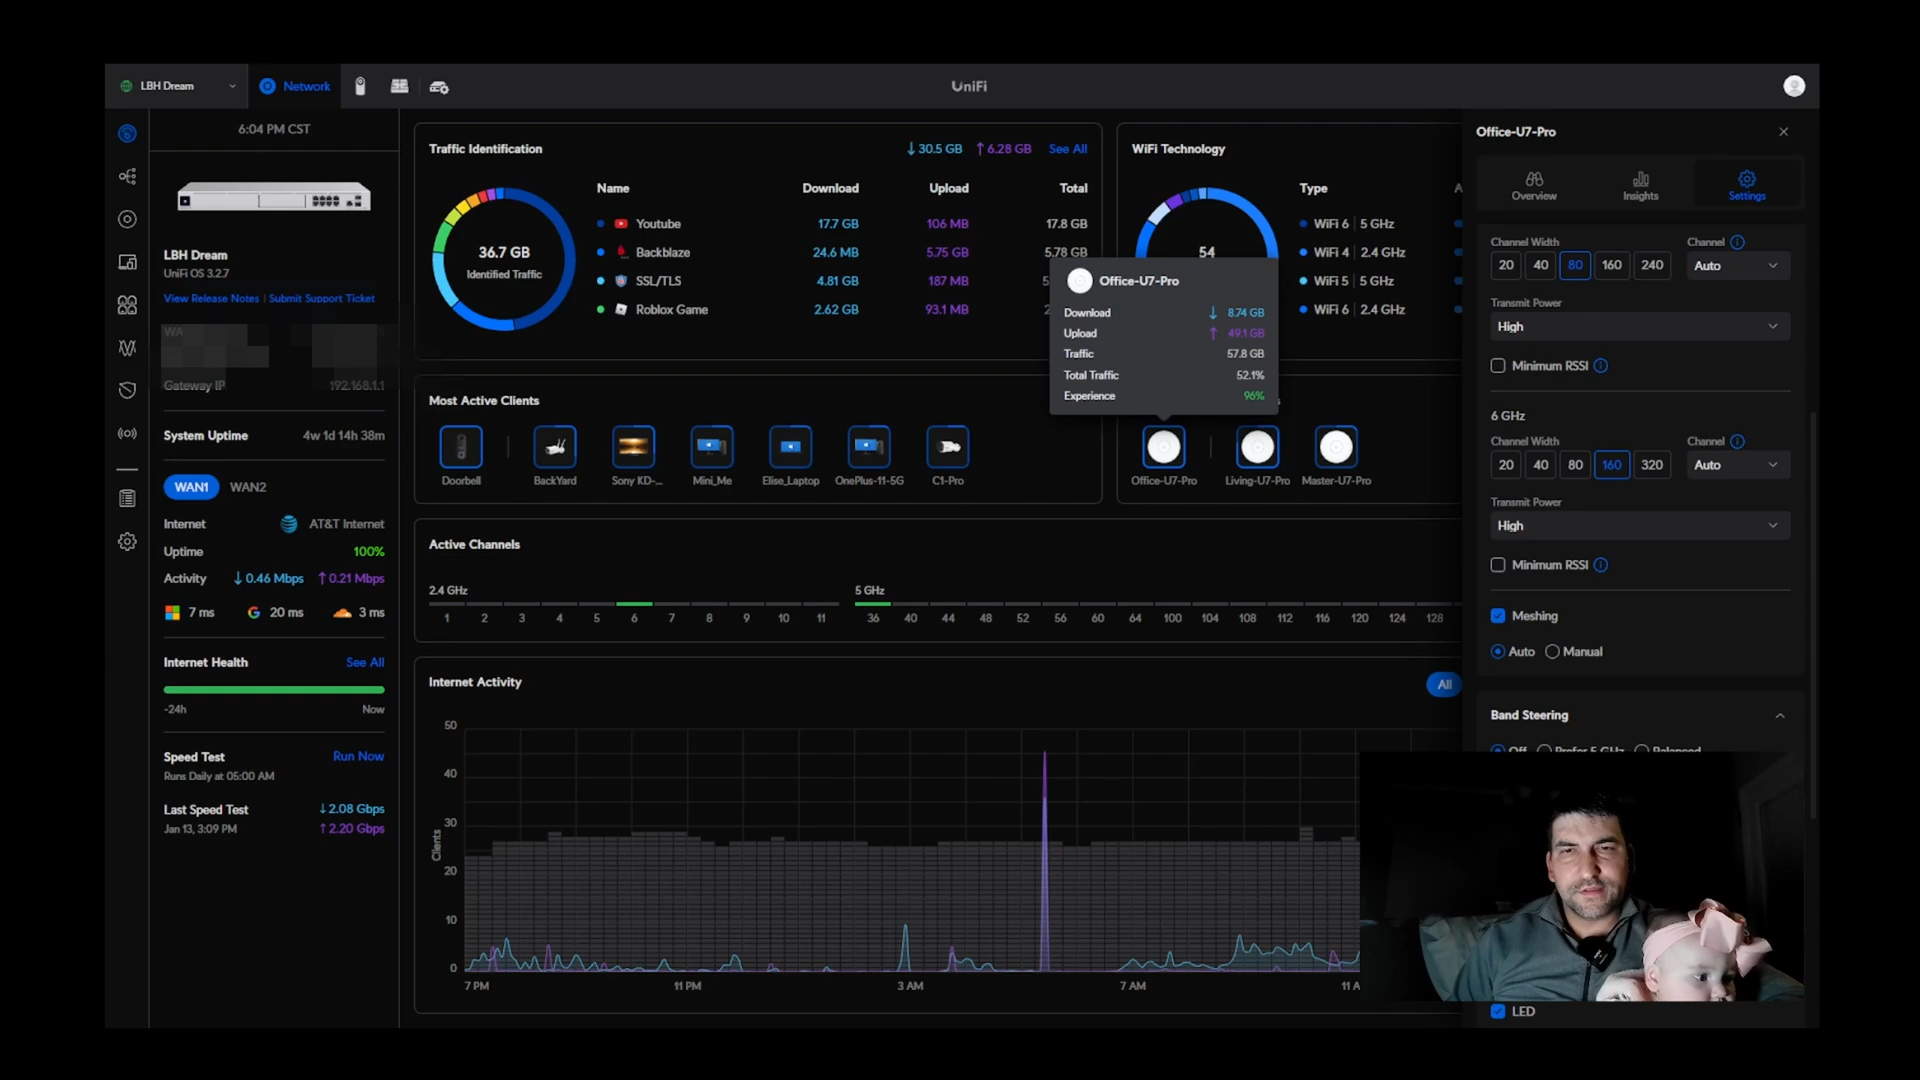 LBH Dream
Network
UniFi
6:04 PM CST
LBH Dream
UniFi OS 3.2.7
View Release Notes | Submit Support Ticket
WA
Gateway IP 192.168.1.1
System Uptime 4w 1d 14h 38m
WAN1 WAN2
Internet AT&T Internet
Uptime 100%
Activity ↓0.46 Mbps ↑0.21 Mbps
7 ms 20 ms 3 ms
Internet Health See All
-24h Now
Speed Test Run Now
Runs Daily at 05:00 AM
Last Speed Test ↓2.08 Gbps
Jan 13, 3:09 PM ↑2.20 Gbps
Traffic Identification ↓30.5 GB ↑6.28 GB See All
36.7 GB
Identified Traffic
Name Download Upload Total
Youtube 17.7 GB 106 MB 17.8 GB
Backblaze 24.6 MB 5.75 GB 5.78 GB
SSL/TLS 4.81 GB 187 MB
Roblox Game 2.62 GB 93.1 MB
WiFi Technology
54
Type
WiFi 6 | 5 GHz
WiFi 4 | 2.4 GHz
WiFi 5 | 5 GHz
WiFi 6 | 2.4 GHz
Office-U7-Pro
Download ↓ 8.74 GB
Upload ↑ 49.1 GB
Traffic 57.8 GB
Total Traffic 52.1%
Experience 96%
Most Active Clients
Doorbell BackYard Sony KD-... Mini_Me Elise_Laptop OnePlus-11-5G C1-Pro
Office-U7-Pro Living-U7-Pro Master-U7-Pro
Active Channels
2.4 GHz
1 2 3 4 5 6 7 8 9 10 11
5 GHz
36 40 44 48 52 56 60 64 100 104 108 112 116 120 124 128
Internet Activity All
Clients
50
40
30
20
10
0
7 PM 11 PM 3 AM 7 AM 11 A
Office-U7-Pro
Overview Insights Settings
Channel Width Channel
20 40 80 160 240 Auto
Transmit Power
High
Minimum RSSI
6 GHz
Channel Width Channel
20 40 80 160 320 Auto
Transmit Power
High
Minimum RSSI
Meshing
Auto Manual
Band Steering
Off Prefer 5 GHz Balanced
LED